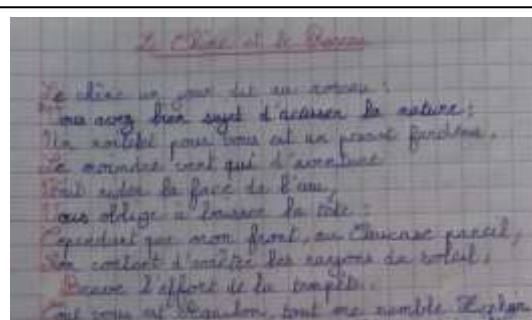 Le Chêne et le Roseau
Le chêne un jour dit au roseau :
Vous avez bien sujet d'accuser la nature ;
Un roitelet pour vous est un pesant fardeau,
Le moindre vent qui d'aventure
Fait rider la face de l'eau,
Vous oblige à baisser la tête :
Cependant que mon front, au Caucase pareil,
Non content d'arrêter les rayons du soleil,
Brave l'effort de la tempête.
Tout vous est Aquilon, tout me semble Zéphir